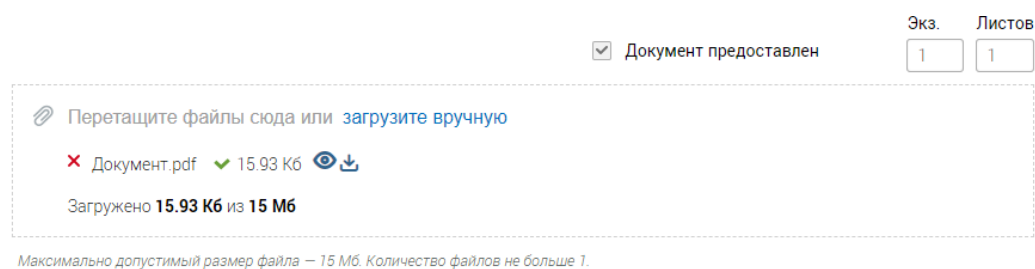 Экз. Листов
Документ предоставлен 1 1
Перетащите файлы сюда или загрузите вручную
Документ.pdf 15.93 Кб
Загружено 15.93 Кб из 15 Мб
Максимально допустимый размер файла — 15 Мб. Количество файлов не больше 1.